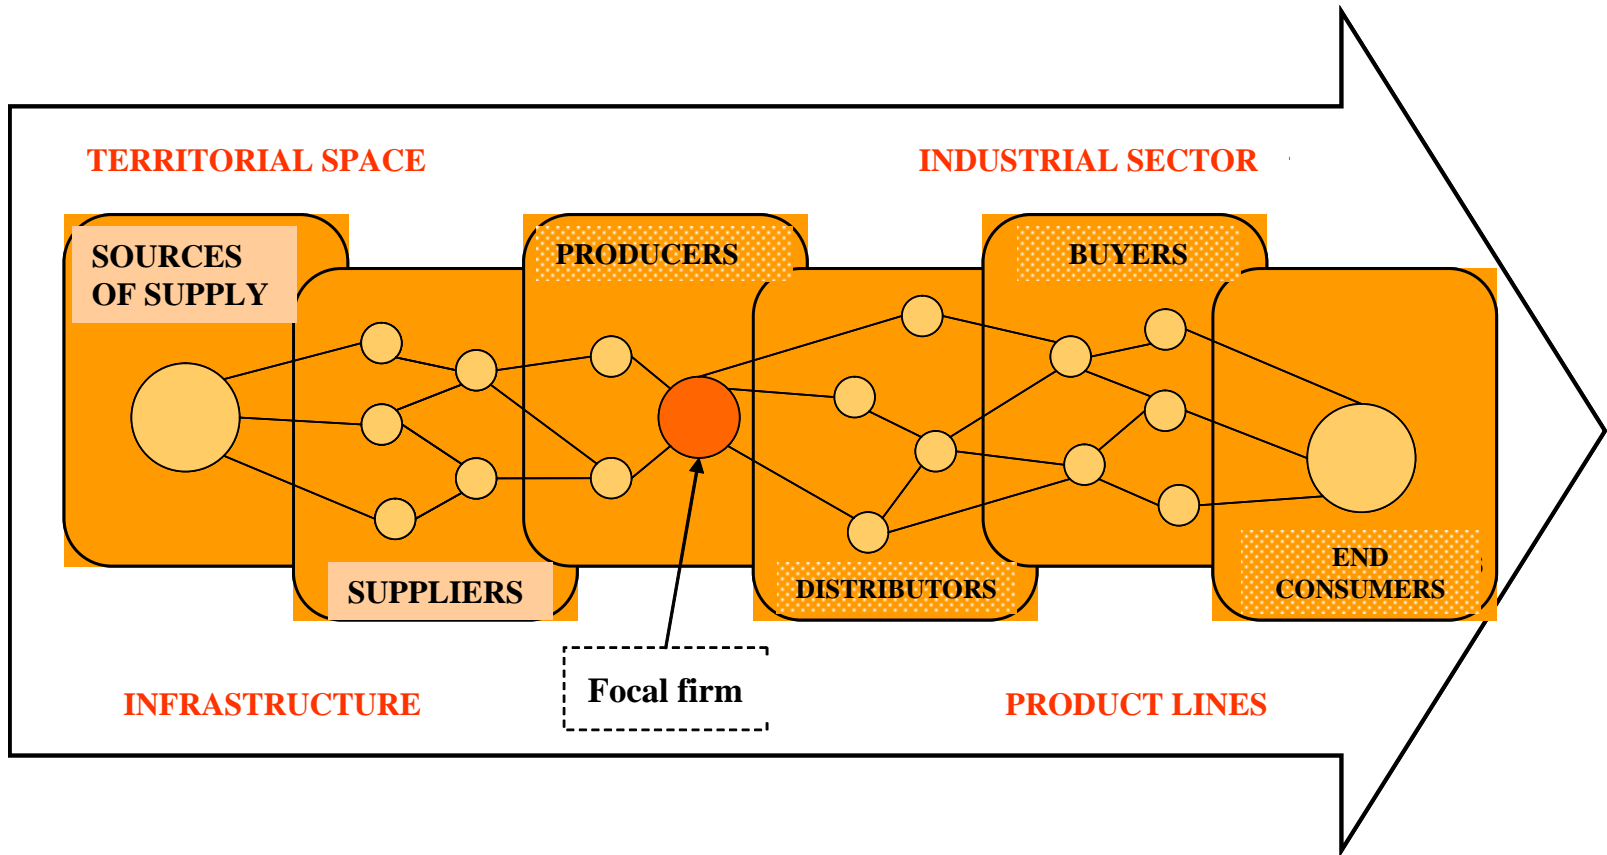 TERRITORIAL SPACE
INDUSTRIAL SECTOR
SOURCES
OF SUPPLY
PRODUCERS
BUYERS
SUPPLIERS
DISTRIBUTORS
END
CONSUMERS
Focal firm
INFRASTRUCTURE
PRODUCT LINES